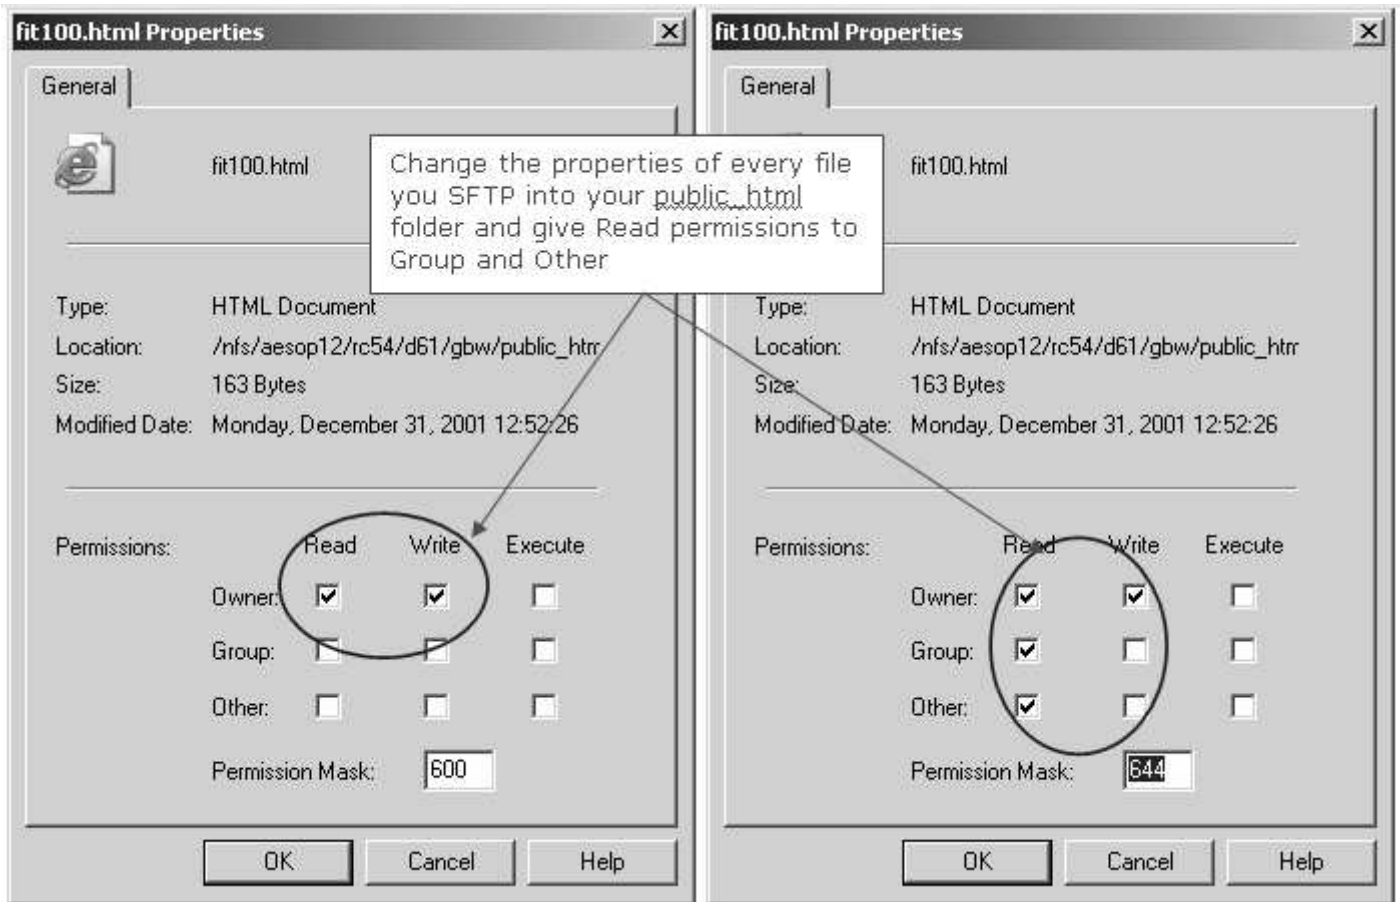 fit100.html Properties
General
fit100.html
Change the properties of every file
you SFTP into your public_html
folder and give Read permissions to
Group and Other
Type: HTML Document
Location: /nfs/aesop12/rc54/d61/gbw/public_htm
Size: 163 Bytes
Modified Date: Monday, December 31, 2001 12:52:26
Permissions: Read Write Execute
Owner:
Group:
Other:
Permission Mask: 600
OK Cancel Help
fit100.html Properties
General
fit100.html
Type: HTML Document
Location: /nfs/aesop12/rc54/d61/gbw/public_htm
Size: 163 Bytes
Modified Date: Monday, December 31, 2001 12:52:26
Permissions: Read Write Execute
Owner:
Group:
Other:
Permission Mask: 644
OK Cancel Help